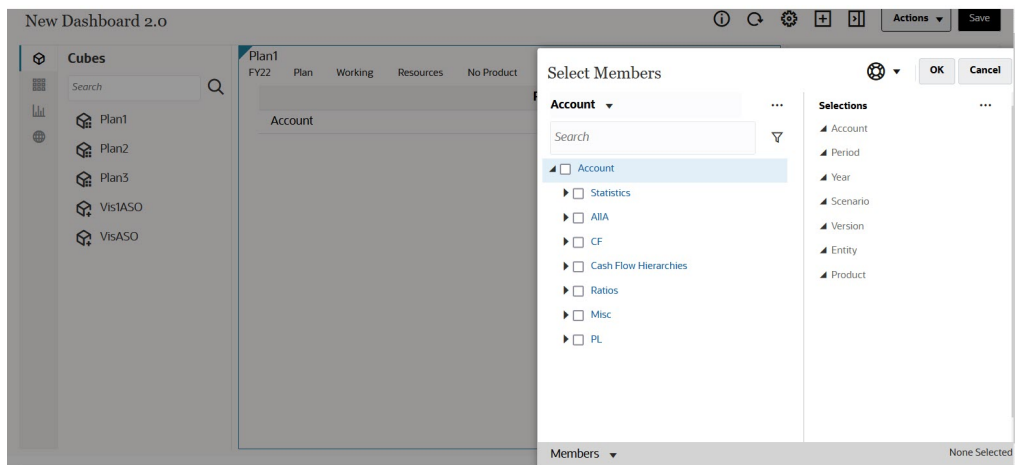 New Dashboard 2.0
Actions
Save
Cubes
Search
Plan1
Plan2
Plan3
Vis1ASO
VisASO
Plan1
FY22 Plan Working Resources No Product
Account
Select Members
OK
Cancel
Account
Search
Account
Statistics
AllA
CF
Cash Flow Hierarchies
Ratios
Misc
PL
Selections
Account
Period
Year
Scenario
Version
Entity
Product
Members
None Selected